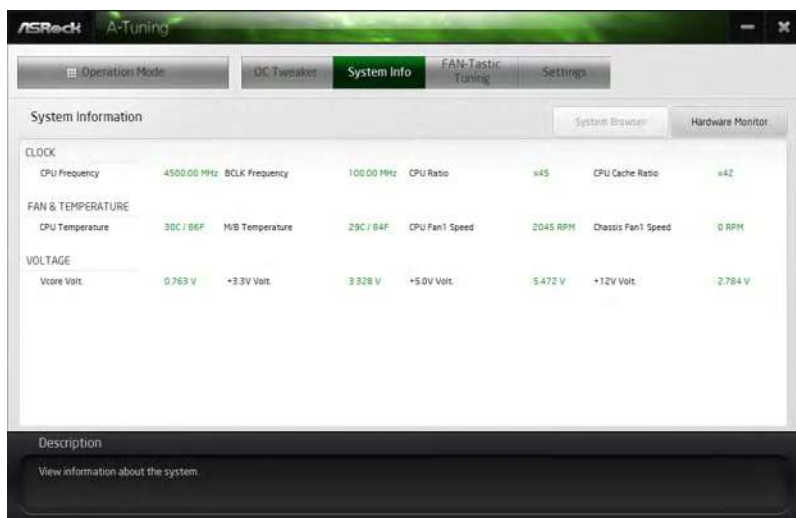 ASRock A-Tuning
Operation Mode OC Tweaker System Info FAN-Tastic Tuning Settings
System Information System Browser Hardware Monitor
CLOCK
CPU Frequency 4500.00 MHz BCLK Frequency 100.00 MHz CPU Ratio x45 CPU Cache Ratio x42
FAN & TEMPERATURE
CPU Temperature 30C / 86F M/B Temperature 29C / 84F CPU Fan1 Speed 2045 RPM Chassis Fan1 Speed 0 RPM
VOLTAGE
Vcore Volt. 0.763 V +3.3V Volt. 3.328 V +5.0V Volt. 5.472 V +12V Volt. 2.784 V
Description
View information about the system.